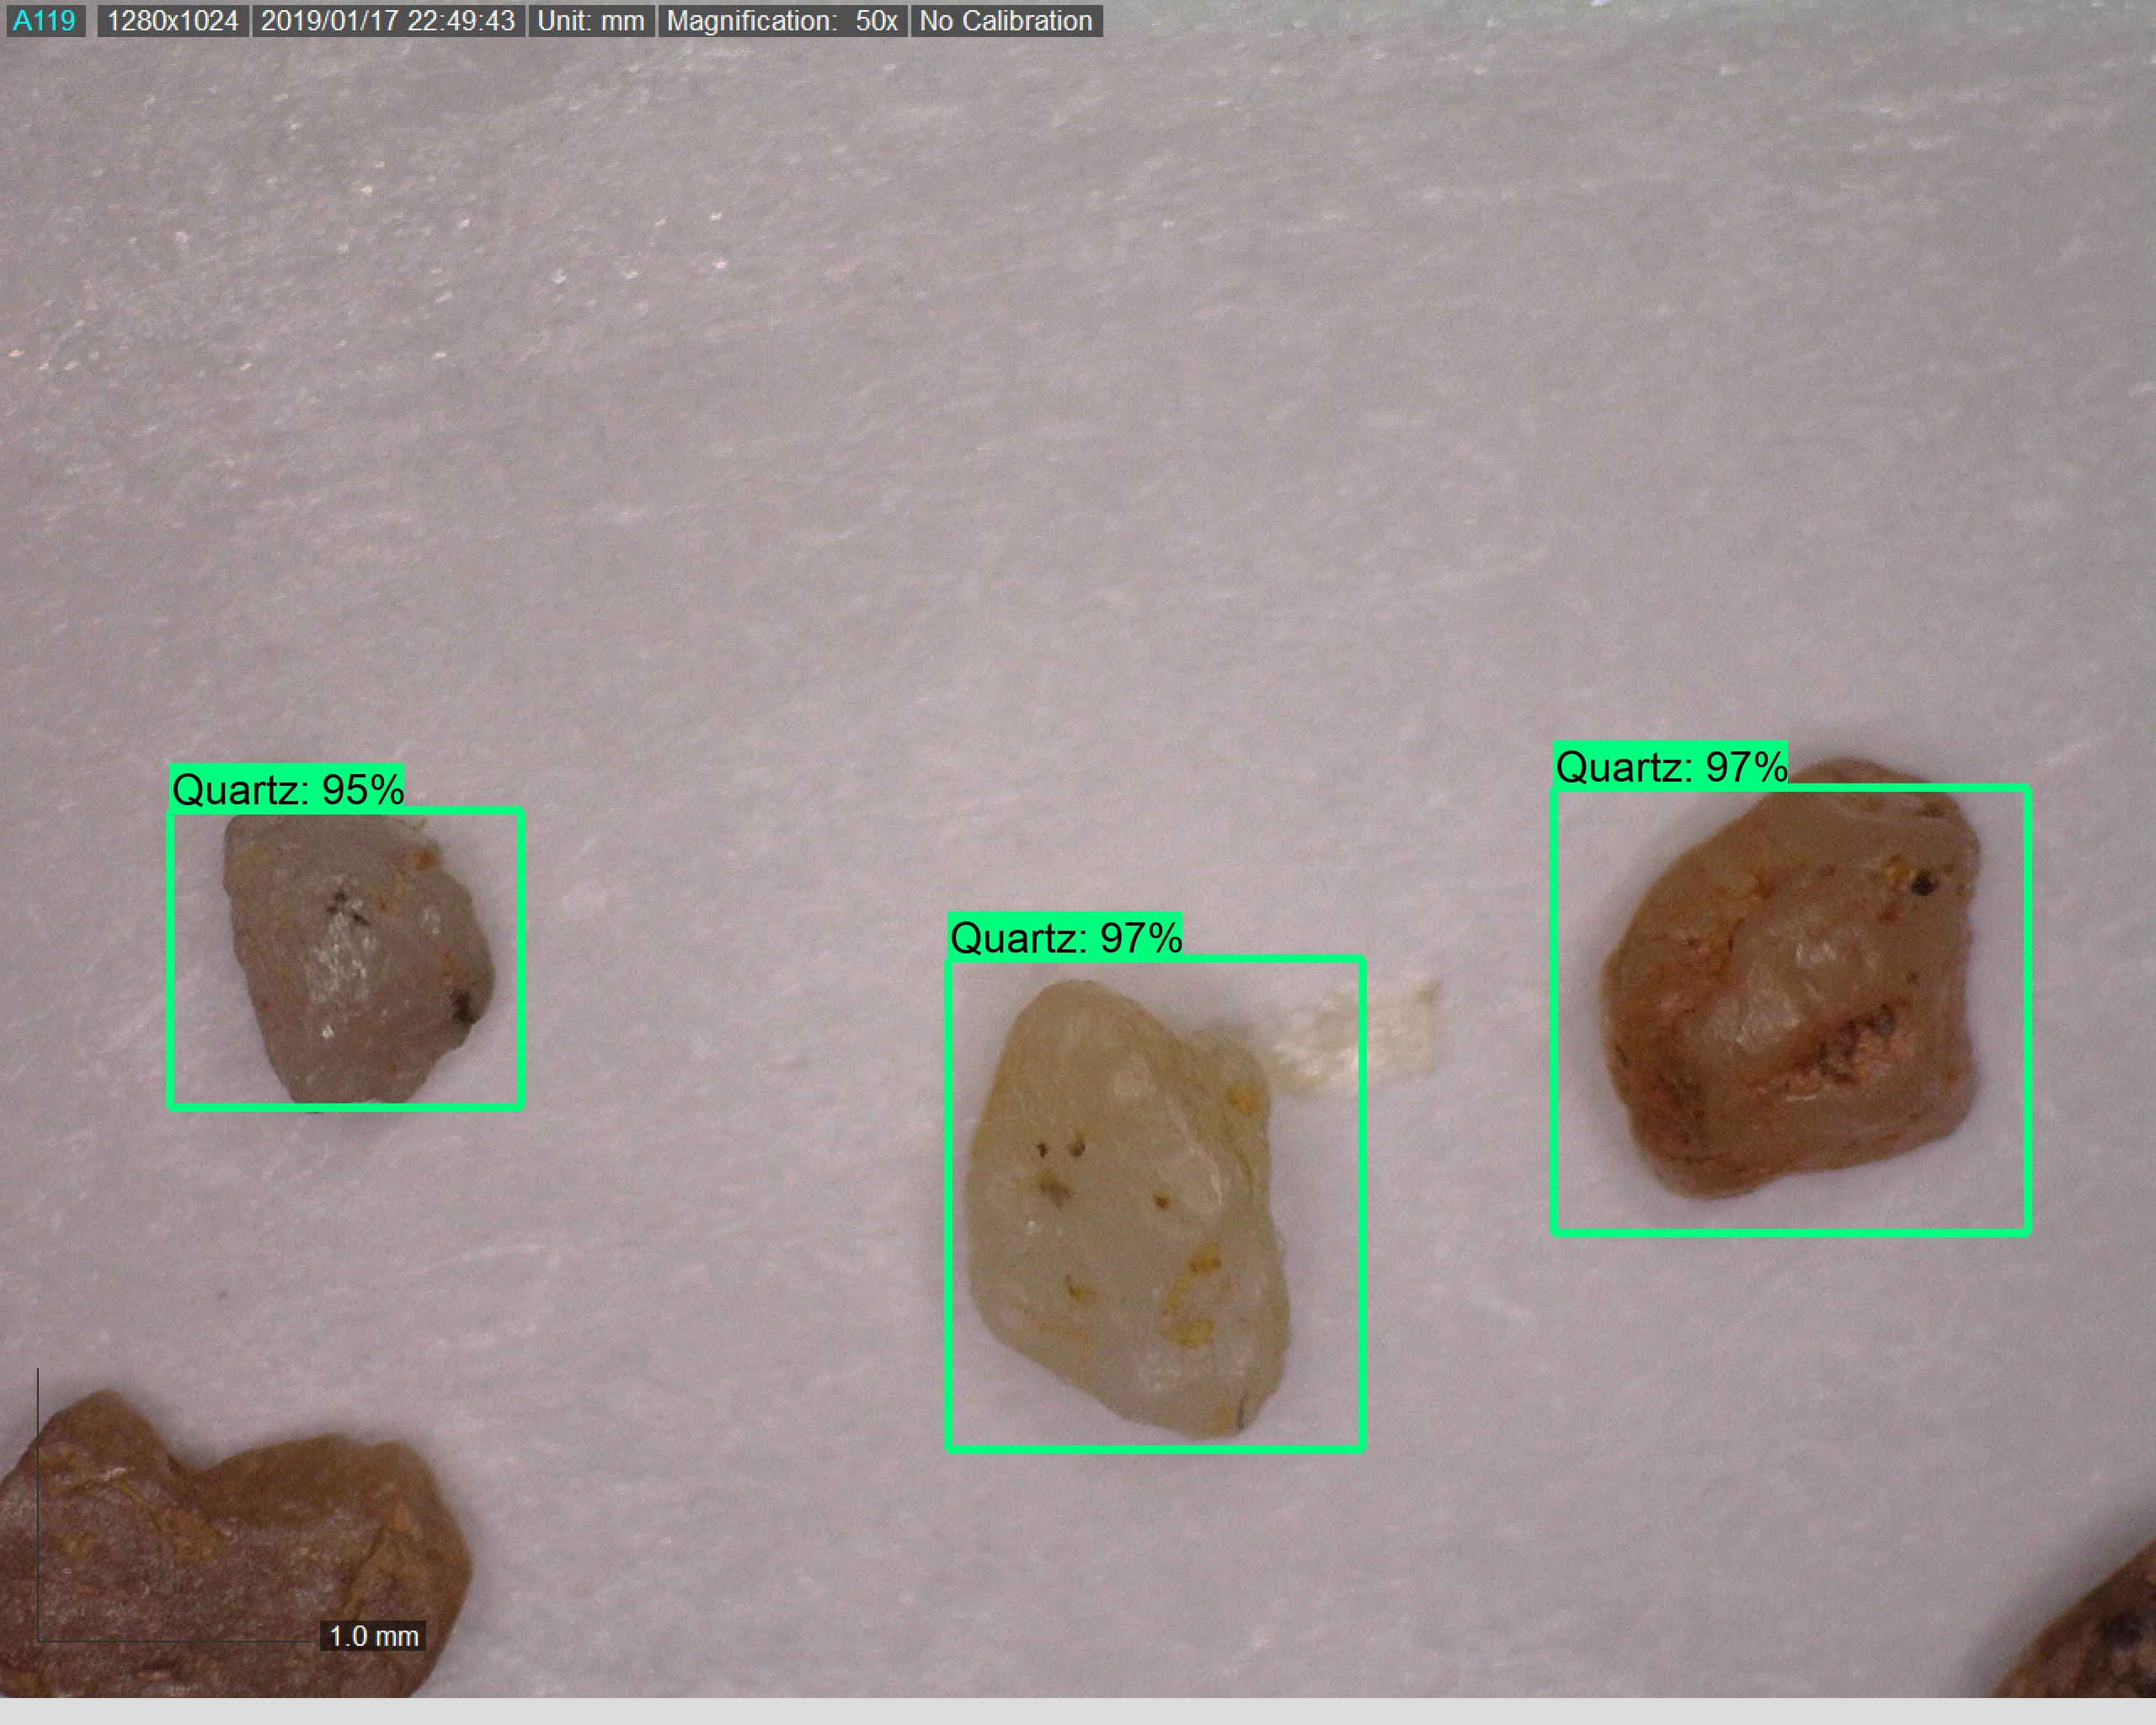 A119 1280x1024 2019/01/17 22:49:43 Unit: mm Magnification: 50x No Calibration
Quartz: 97%
Quartz: 95%
Quartz: 97%
1.0 mm